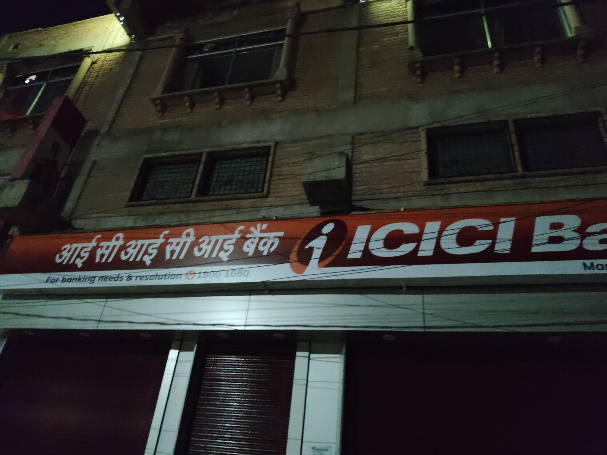 आई सी आई सी आई बैंक ICICI Ba
For banking needs & resolution 1800 1080